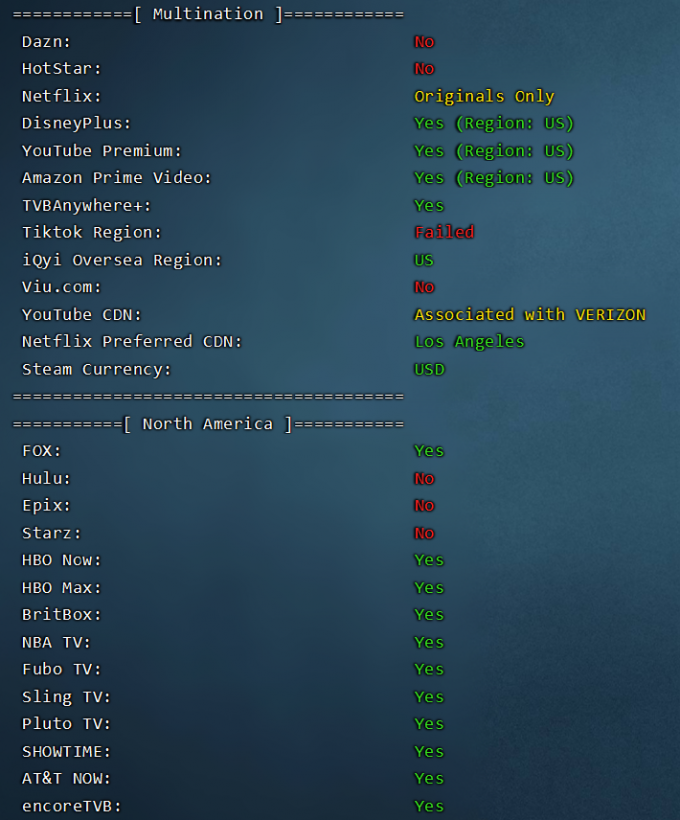 ============[ Multination ]============
Dazn: No
HotStar: No
Netflix: Originals Only
DisneyPlus: Yes (Region: US)
YouTube Premium: Yes (Region: US)
Amazon Prime Video: Yes (Region: US)
TVBAnywhere+: Yes
Tiktok Region: Failed
iQyi Oversea Region: US
Viu.com: No
YouTube CDN: Associated with VERIZON
Netflix Preferred CDN: Los Angeles
Steam Currency: USD
=======================================
===========[ North America ]===========
FOX: Yes
Hulu: No
Epix: No
Starz: No
HBO Now: Yes
HBO Max: Yes
BritBox: Yes
NBA TV: Yes
Fubo TV: Yes
Sling TV: Yes
Pluto TV: Yes
SHOWTIME: Yes
AT&T NOW: Yes
encoreTVB: Yes